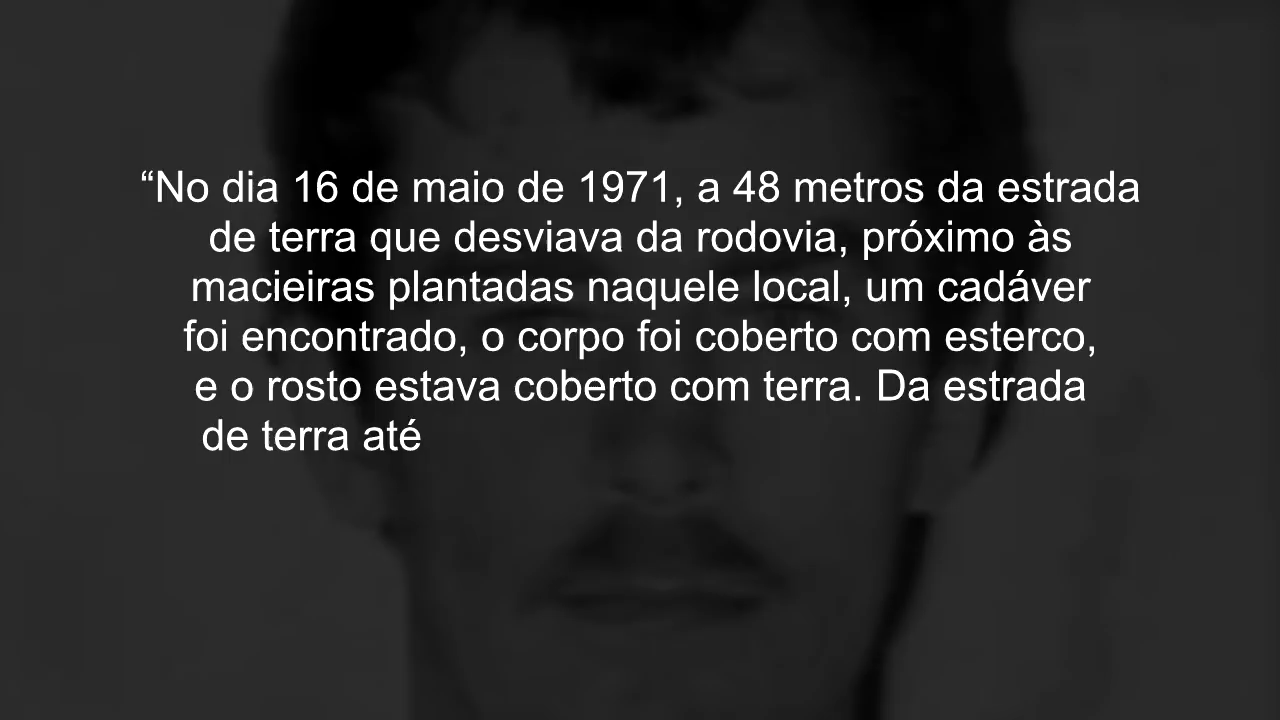 “No dia 16 de maio de 1971, a 48 metros da estrada
de terra que desviava da rodovia, próximo às
macieiras plantadas naquele local, um cadáver
foi encontrado, o corpo foi coberto com esterco,
e o rosto estava coberto com terra. Da estrada
de terra até